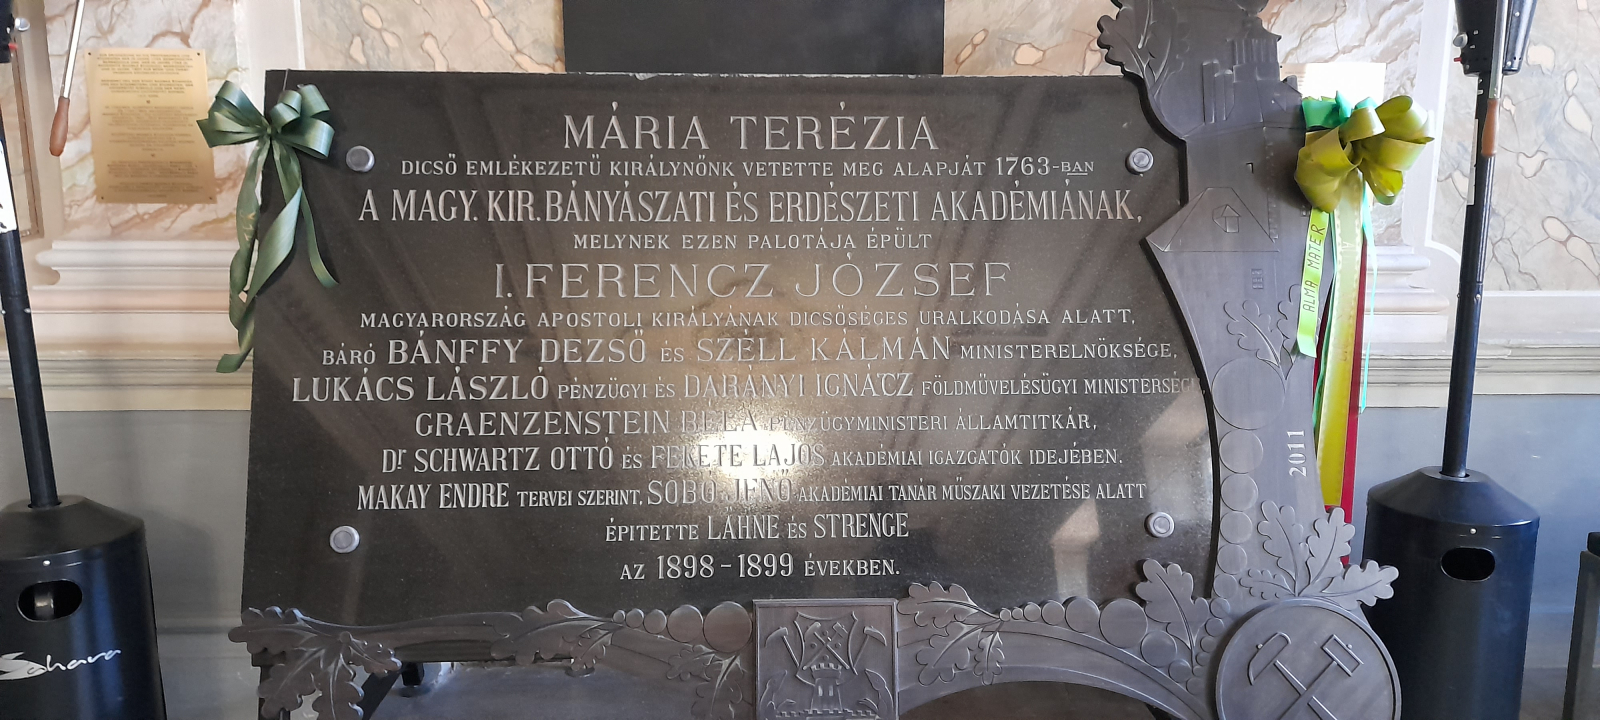 MÁRIA TERÉZIA
DICSŐ EMLÉKEZETŰ KIRÁLYNŐNK VETETTE MEG ALAPJÁT 1763-BAN
A MAGY. KIR. BÁNYÁSZATI ÉS ERDÉSZETI AKADÉMIÁNAK,
MELYNEK EZEN PALOTÁJA ÉPÜLT
I. FERENCZ JÓZSEF
MAGYARORSZÁG APOSTOLI KIRÁLYÁNAK DICSŐSÉGES URALKODÁSA ALATT,
BÁRÓ BÁNFFY DEZSŐ ÉS SZÉLL KÁLMÁN MINISTERELNÖKSÉGE,
LUKÁCS LÁSZLÓ PÉNZÜGYI ÉS DARÁNYI IGNÁCZ FÖLDMŰVELÉSÜGYI MINISTERSÉGE,
GRAENZENSTEIN BÉLA PÉNZÜGYMINISTERI ÁLLAMTITKÁR,
Dr SCHWARTZ OTTÓ ÉS FEKETE LAJOS AKADÉMIAI IGAZGATÓK IDEJÉBEN.
MAKAY ENDRE TERVEI SZERINT, SOBÓ JENŐ AKADÉMIAI TANÁR MŰSZAKI VEZETÉSE ALATT
ÉPITETTE LÄHNE ÉS STRENGE
AZ 1898-1899 ÉVEKBEN.
ALMA MATER
2011
Sahara